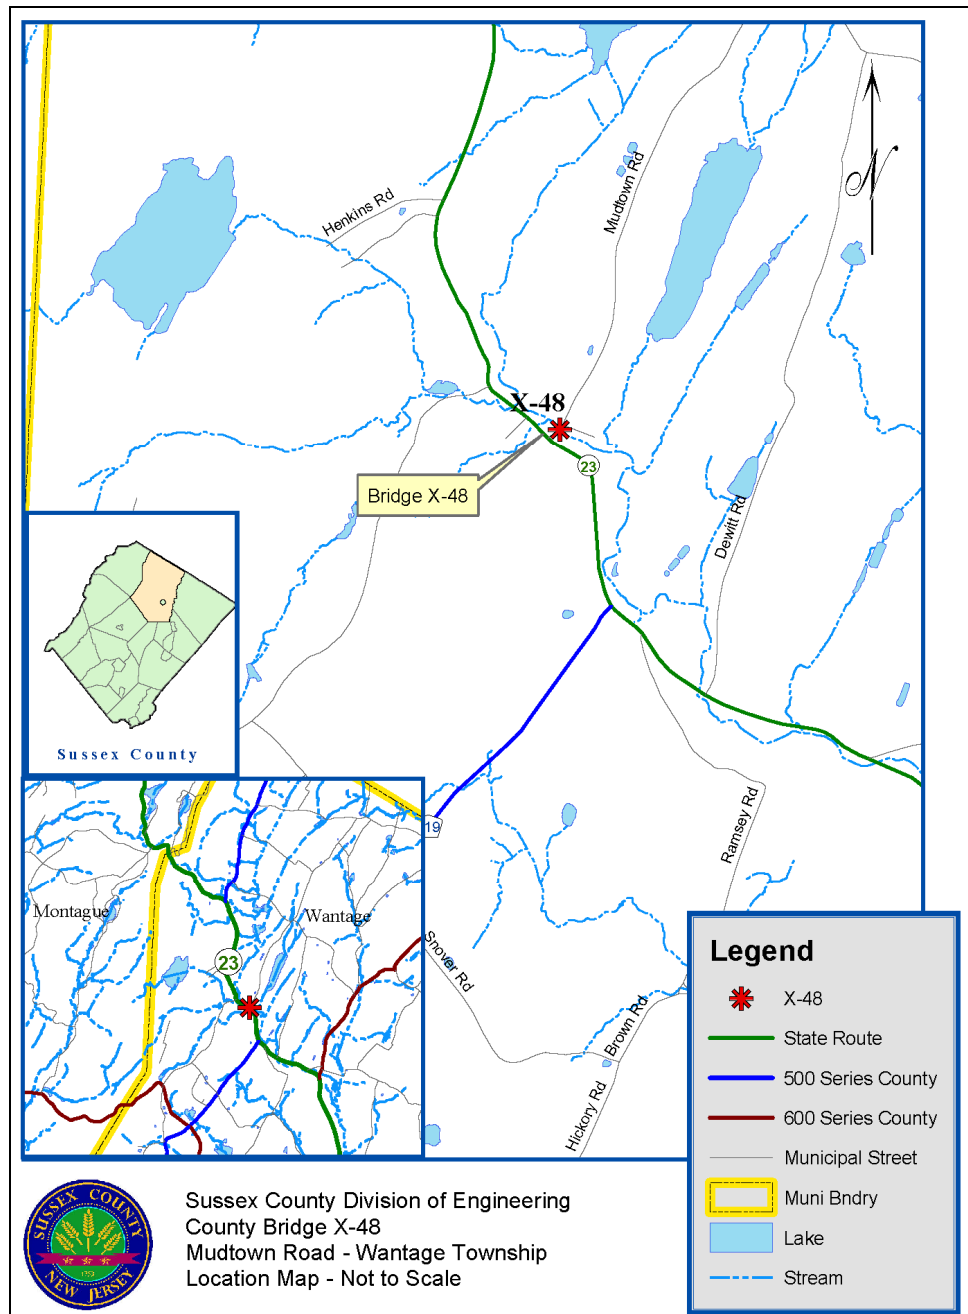 N
Henkins Rd
Mudtown Rd
X-48
23
Bridge X-48
Dewitt Rd
Sussex County
19
Ramsey Rd
Montague
Wantage
23
Snover Rd
Brown Rd
Hickory Rd
Legend
X-48
State Route
500 Series County
600 Series County
Municipal Street
Muni Bndry
Lake
Stream
SUSSEX COUNTY
NEW JERSEY
1753
Sussex County Division of Engineering
County Bridge X-48
Mudtown Road - Wantage Township
Location Map - Not to Scale